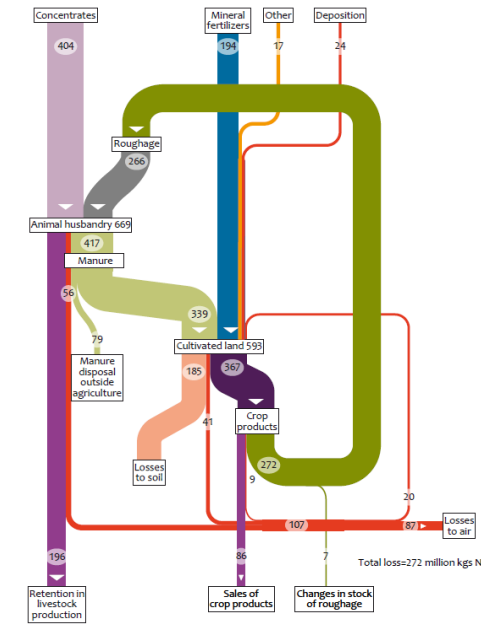 Concentrates
Mineral
fertilizers
Other
Deposition
404
194
17
24
Roughage
266
Animal husbandry 669
417
Manure
56
339
79
Cultivated land 593
Manure
disposal
outside
agriculture
185
367
41
Crop
products
Losses
to soil
272
9
20
107
87
Losses
to air
196
86
7
Total loss=272 million kgs N
Retention in
livestock
production
Sales of
crop products
Changes in stock
of roughage